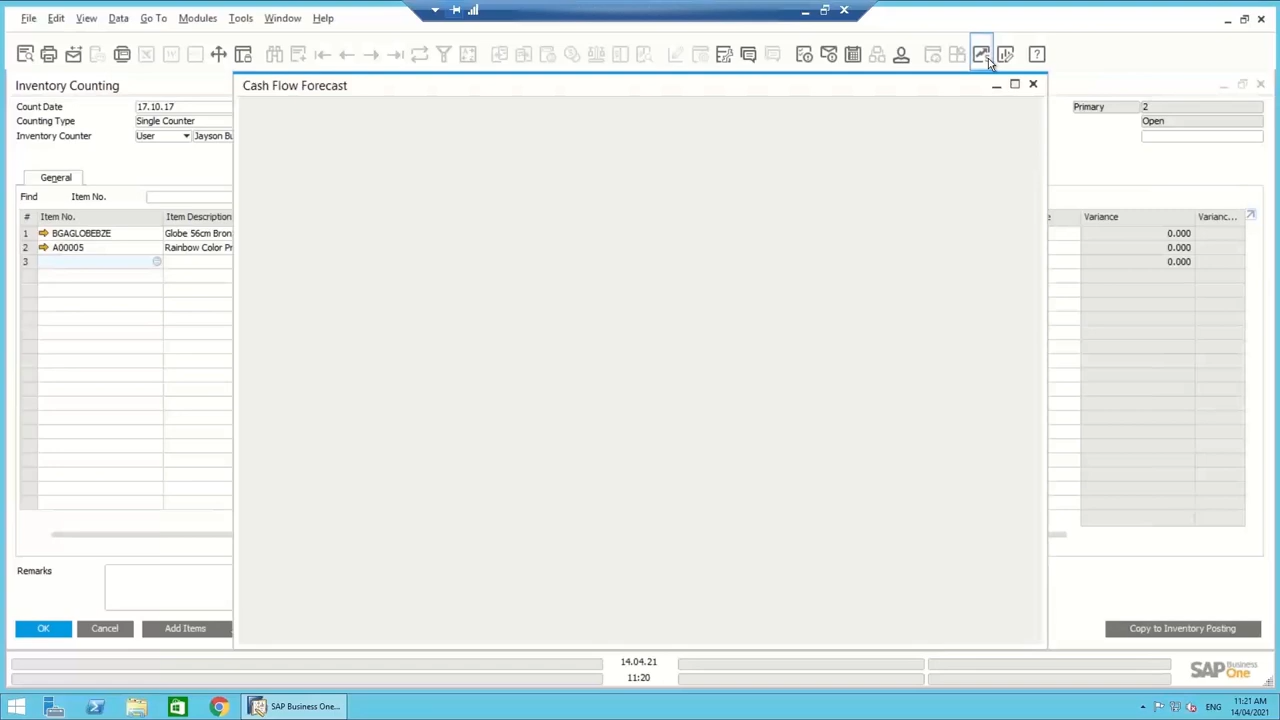 File Edit View Data Go To Modules Tools Window Help
Cash Flow Forecast
Inventory Counting
Count Date 17.10.17 Primary 2
Counting Type Single Counter Open
Inventory Counter User Jayson Bu
General
Find Item No.
# Item No. Item Description Variance Varianc...
1 BGAGLOBEBZE Globe 56cm Bron 0.000
2 A00005 Rainbow Color Pr 0.000
3 0.000
Remarks
OK Cancel Add Items Copy to Inventory Posting
14.04.21
11:20
SAP Business One
SAP Business One... ENG 11:21 AM
14/04/2021